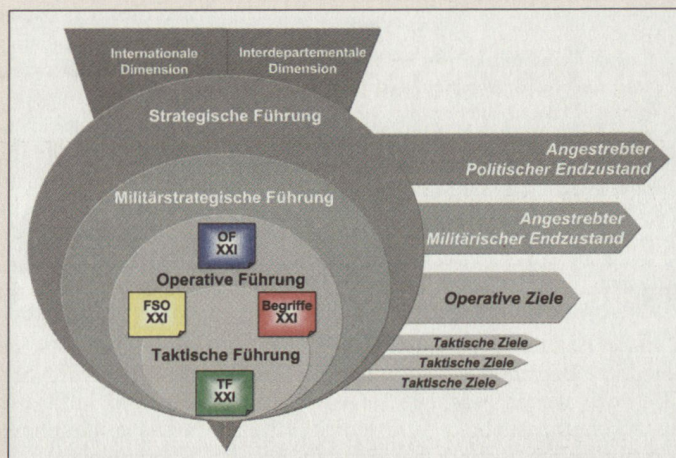 Internationale
Dimension
Interdepartementale
Dimension
Strategische Führung
Angestrebter
Politischer Endzustand
Militärstrategische Führung
Angestrebter
Militärischer Endzustand
OF
XXI
Operative Führung
Operative Ziele
FSO
XXI
Begriffe
XXI
Taktische Führung
Taktische Ziele
Taktische Ziele
Taktische Ziele
TF
XXI